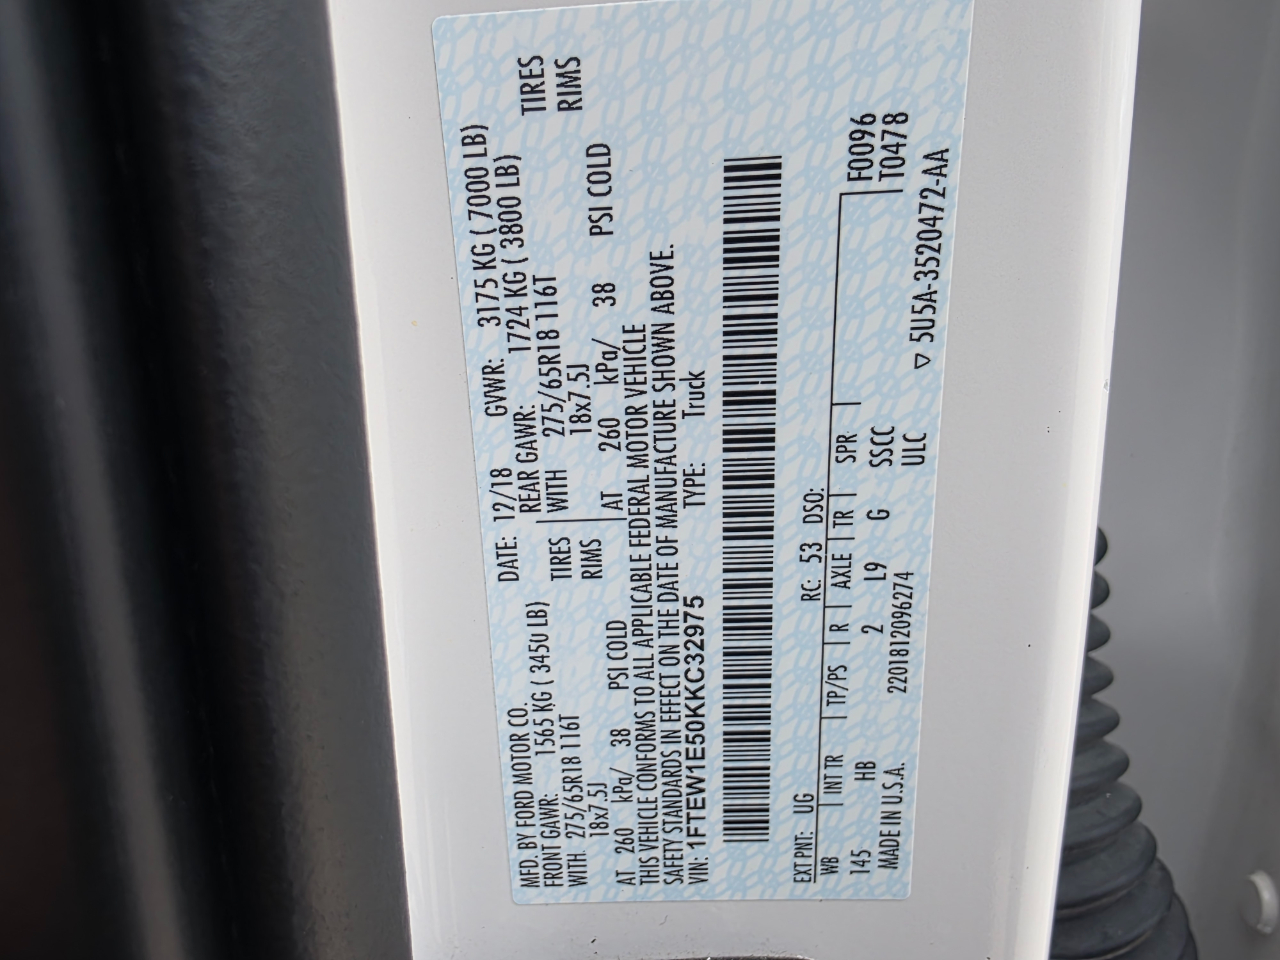 MFD. BY FORD MOTOR CO. DATE: 12/18 GVWR: 3175 KG ( 7000 LB)
FRONT GAWR: 1565 KG ( 3450 LB) REAR GAWR: 1724 KG ( 3800 LB)
WITH 275/65R18 116T TIRES WITH 275/65R18 116T TIRES
18x7.5J RIMS 18x7.5J RIMS
AT 260 kPa/ 38 PSI COLD AT 260 kPa/ 38 PSI COLD
THIS VEHICLE CONFORMS TO ALL APPLICABLE FEDERAL MOTOR VEHICLE
SAFETY STANDARDS IN EFFECT ON THE DATE OF MANUFACTURE SHOWN ABOVE.
VIN: 1FTEW1E50KKC32975 TYPE: Truck
EXT PNT: UG RC: 53 DSO: F0096
WB INT TR TP/PS R AXLE TR SPR T0478
145 HB 2 L9 G SSCC
MADE IN U.S.A. 2201812096274 ULC ▽ 5U5A-3520472-AA